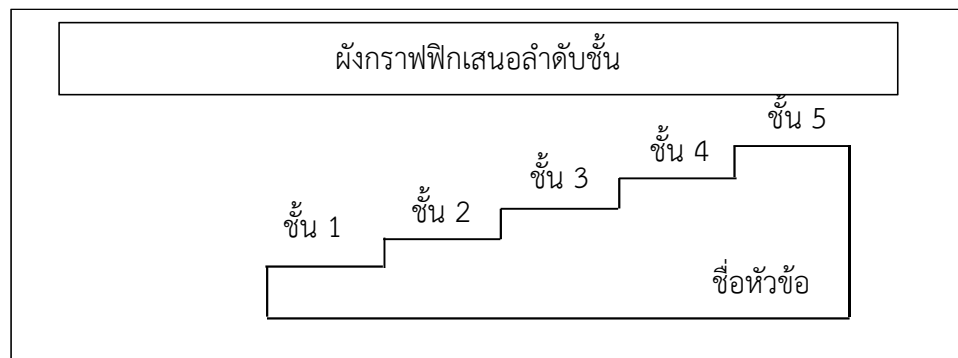 ผังกราฟฟิกเสนอลำดับชั้น
ชั้น 5
ชั้น 4
ชั้น 3
ชั้น 2
ชั้น 1
ชื่อหัวข้อ